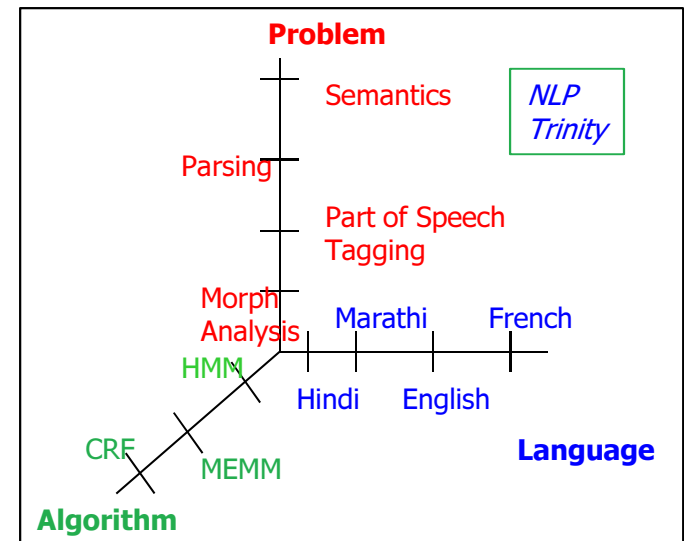 Problem
Semantics
NLP
Trinity
Parsing
Part of Speech
Tagging
Morph
Analysis
Marathi
French
HMM
Hindi
English
CRF
MEMM
Language
Algorithm